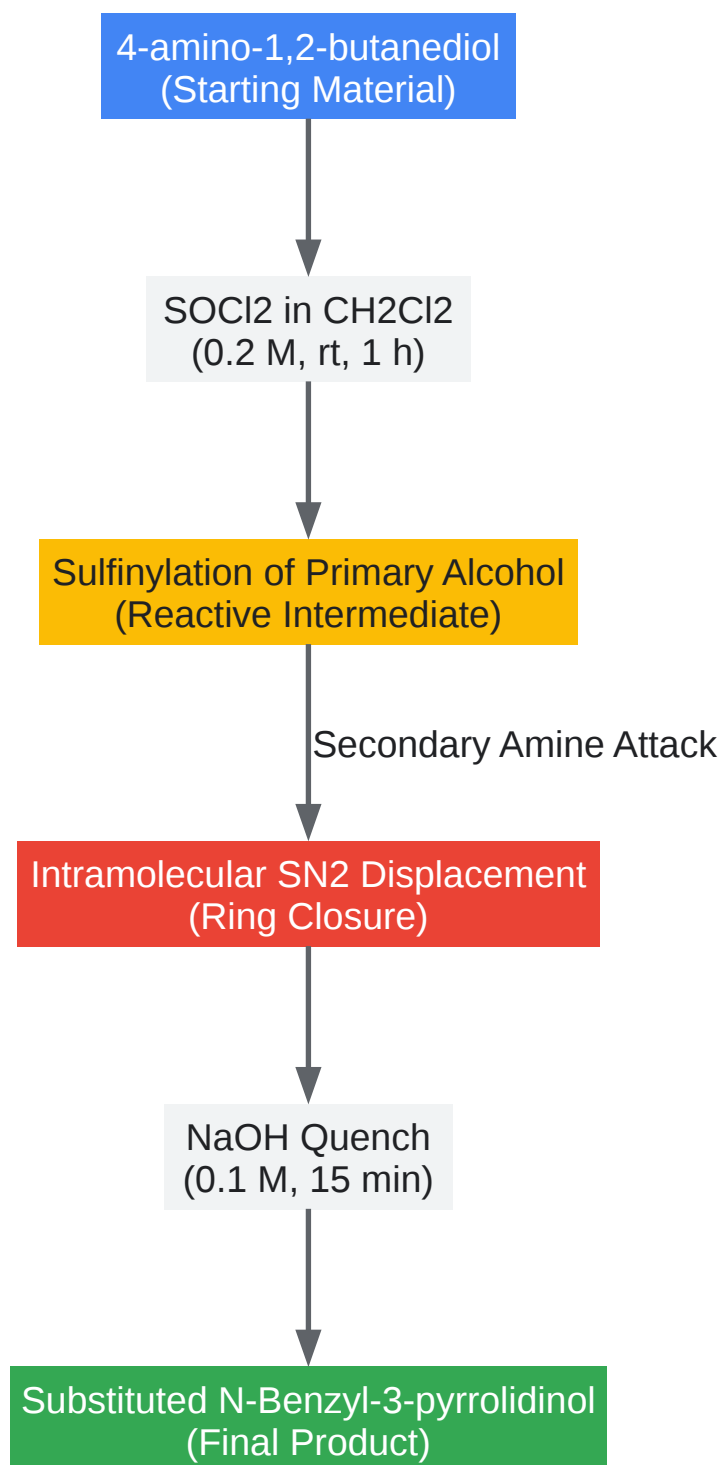 4-amino-1,2-butanediol
(Starting Material)
SOCl2 in CH2Cl2
(0.2 M, rt, 1 h)
Sulfinylation of Primary Alcohol
(Reactive Intermediate)
Secondary Amine Attack
Intramolecular SN2 Displacement
(Ring Closure)
NaOH Quench
(0.1 M, 15 min)
Substituted N-Benzyl-3-pyrrolidinol
(Final Product)